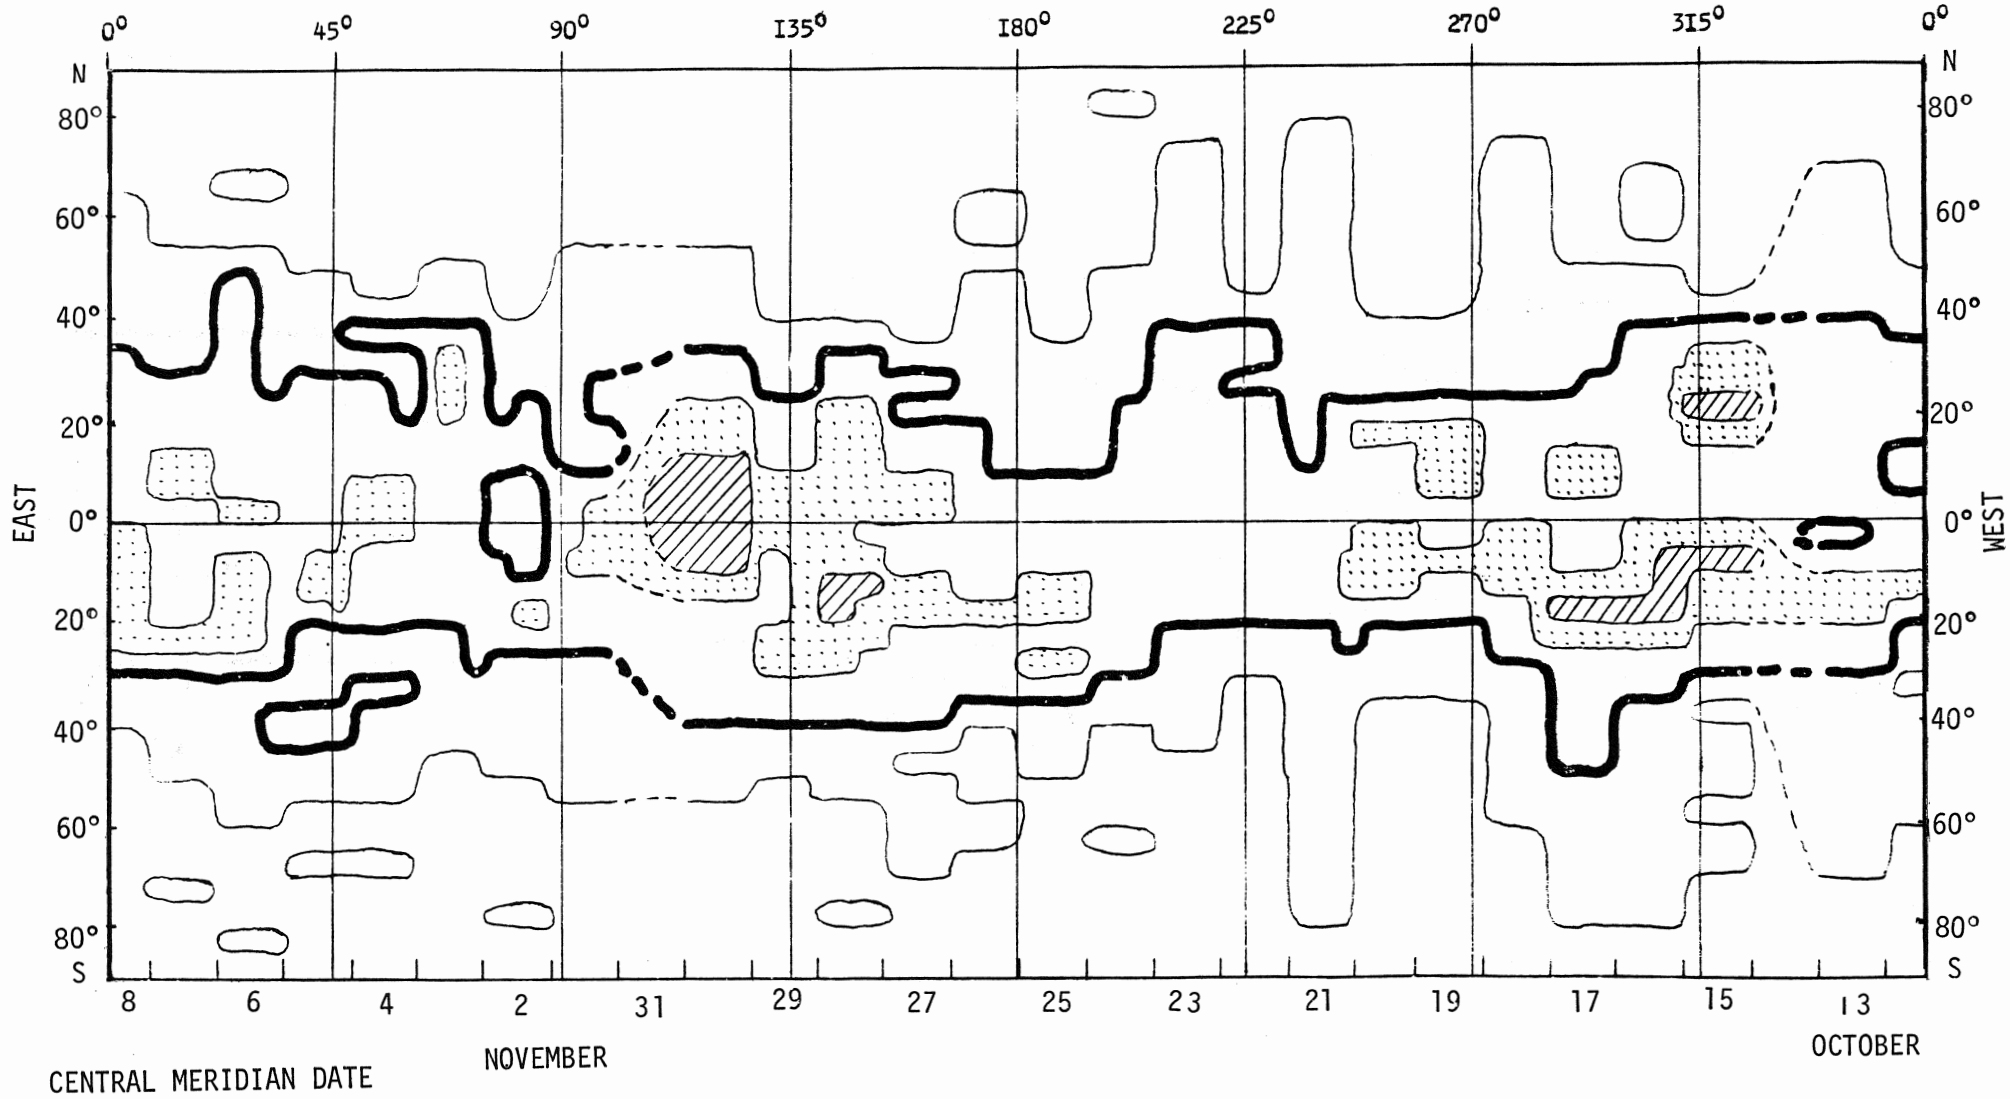 0° 45° 90° 135° 180° 225° 270° 315° 0°
N N
80° 80°
60° 60°
40° 40°
20° 20°
EAST 0° 0° WEST
20° 20°
40° 40°
60° 60°
80° 80°
S S
8 6 4 2 31 29 27 25 23 21 19 17 15 13
NOVEMBER OCTOBER
CENTRAL MERIDIAN DATE